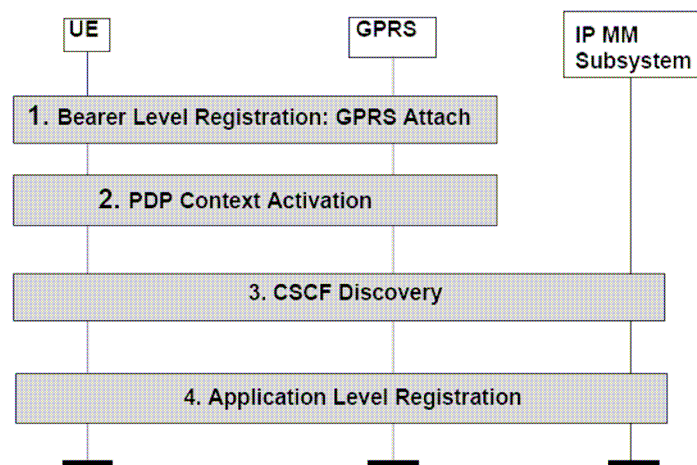 UE
GPRS
IP MM
Subsystem
1. Bearer Level Registration: GPRS Attach
2. PDP Context Activation
3. CSCF Discovery
4. Application Level Registration